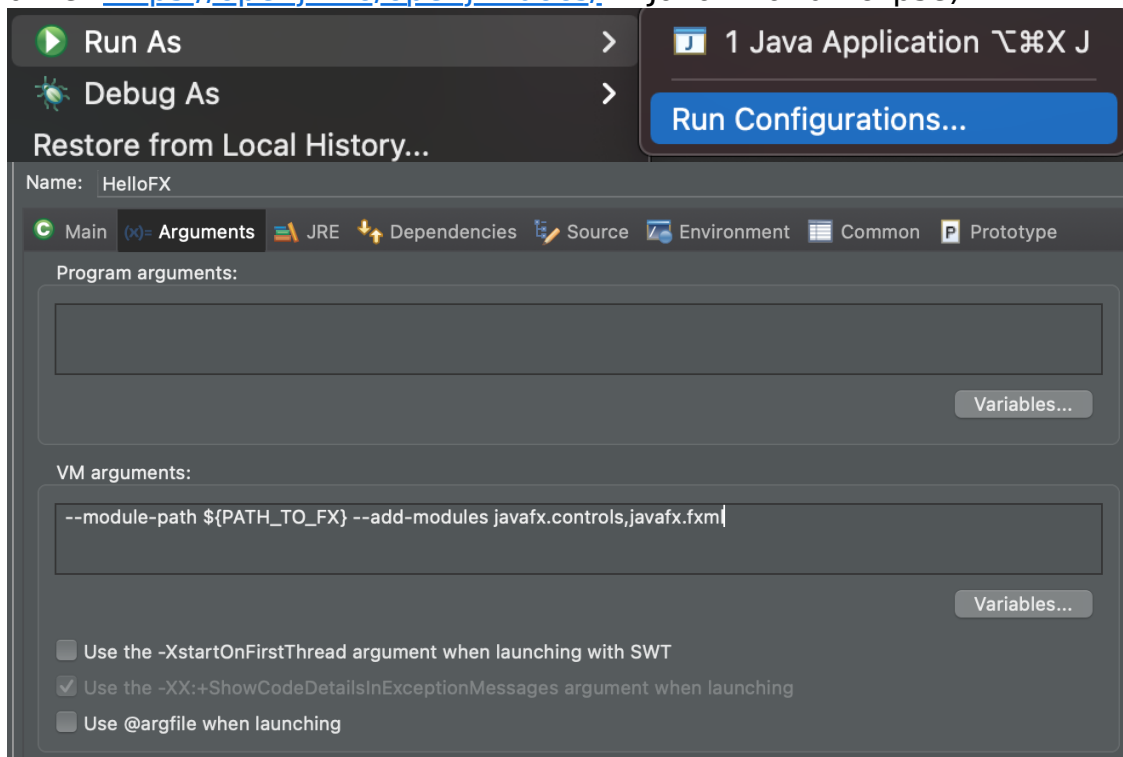 Run As > 1 Java Application ⌥⌘X J
Debug As >
Run Configurations...
Restore from Local History...
Name: HelloFX
Main (x)= Arguments JRE Dependencies Source Environment Common Prototype
Program arguments:
Variables...
VM arguments:
--module-path ${PATH_TO_FX} --add-modules javafx.controls,javafx.fxml
Variables...
Use the -XstartOnFirstThread argument when launching with SWT
Use the -XX:+ShowCodeDetailsInExceptionMessages argument when launching
Use @argfile when launching